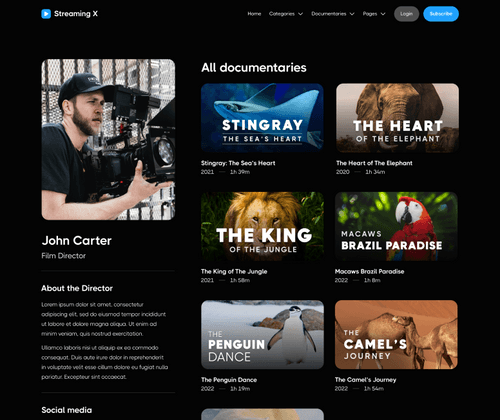 Streaming X
Home Categories Documentaries Pages Login Subscribe
John Carter
Film Director
About the Director
Lorem ipsum dolor sit amet, consectetur
adipiscing elit, sed do eiusmod tempor incididunt
ut labore et dolore magna aliqua. Ut enim ad
minim veniam, quis nostrud exercitation.
Ullamco laboris nisi ut aliquip ex ea commodo
consequat. Duis aute irure dolor in reprehenderit
in voluptate velit esse cillum dolore eu fugiat nulla
pariatur. Excepteur sint occaecat.
Social media
All documentaries
STINGRAY
THE SEA'S HEART
Stingray: The Sea's Heart
2021 — 1h 39m
THE HEART
OF THE ELEPHANT
The Heart of The Elephant
2020 — 1h 34m
THE KING
OF THE JUNGLE
The King of The Jungle
2021 — 1h 58m
MACAWS
BRAZIL PARADISE
Macaws Brazil Paradise
2022 — 1h 8m
THE
PENGUIN
DANCE
The Penguin Dance
2022 — 1h 19m
THE
CAMEL'S
JOURNEY
The Camel's Journey
2022 — 1h 54m